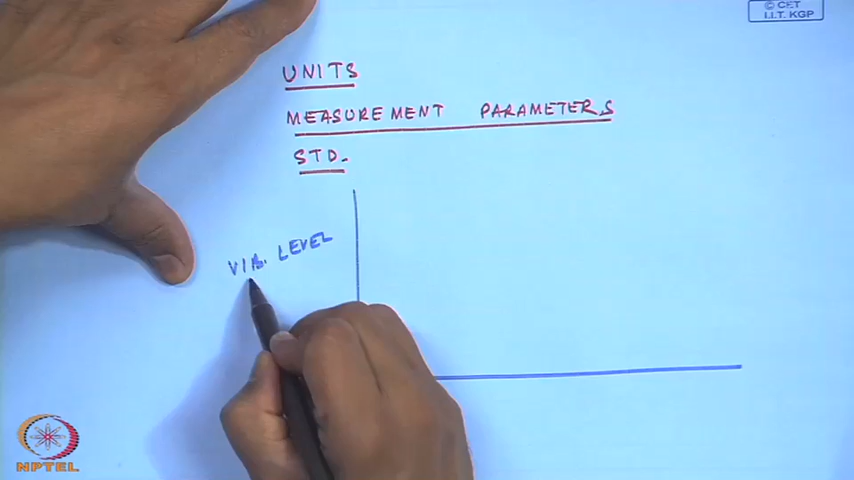 © CET
I.I.T. KGP
UNITS
MEASUREMENT PARAMETERS
STD.
VIB. LEVEL
NPTEL